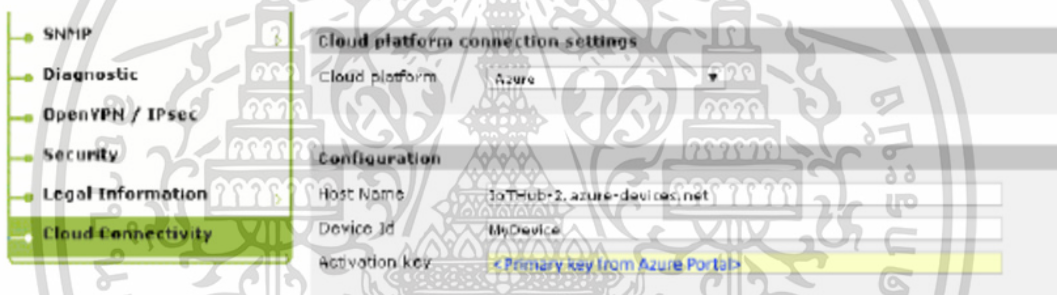 SNMP
Diagnostic
OpenVPN / IPsec
Security
Legal Information
Cloud Connectivity
Cloud platform connection settings
Cloud platform Azure
Configuration
Host Name IoTHub-2.azure-devices.net
Device Id MyDevice
Activation key <Primary key from Azure Portal>